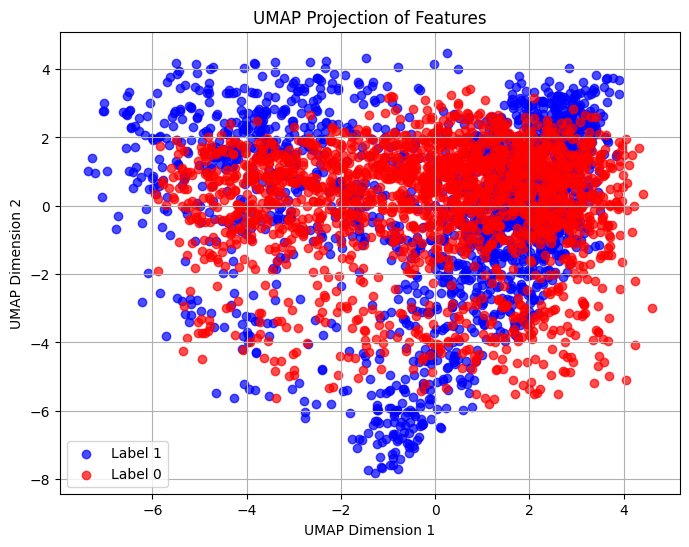 UMAP Projection of Features
UMAP Dimension 2
4
2
0
−2
−4
−6
−8
Label 1
Label 0
−6
−4
−2
0
2
4
UMAP Dimension 1